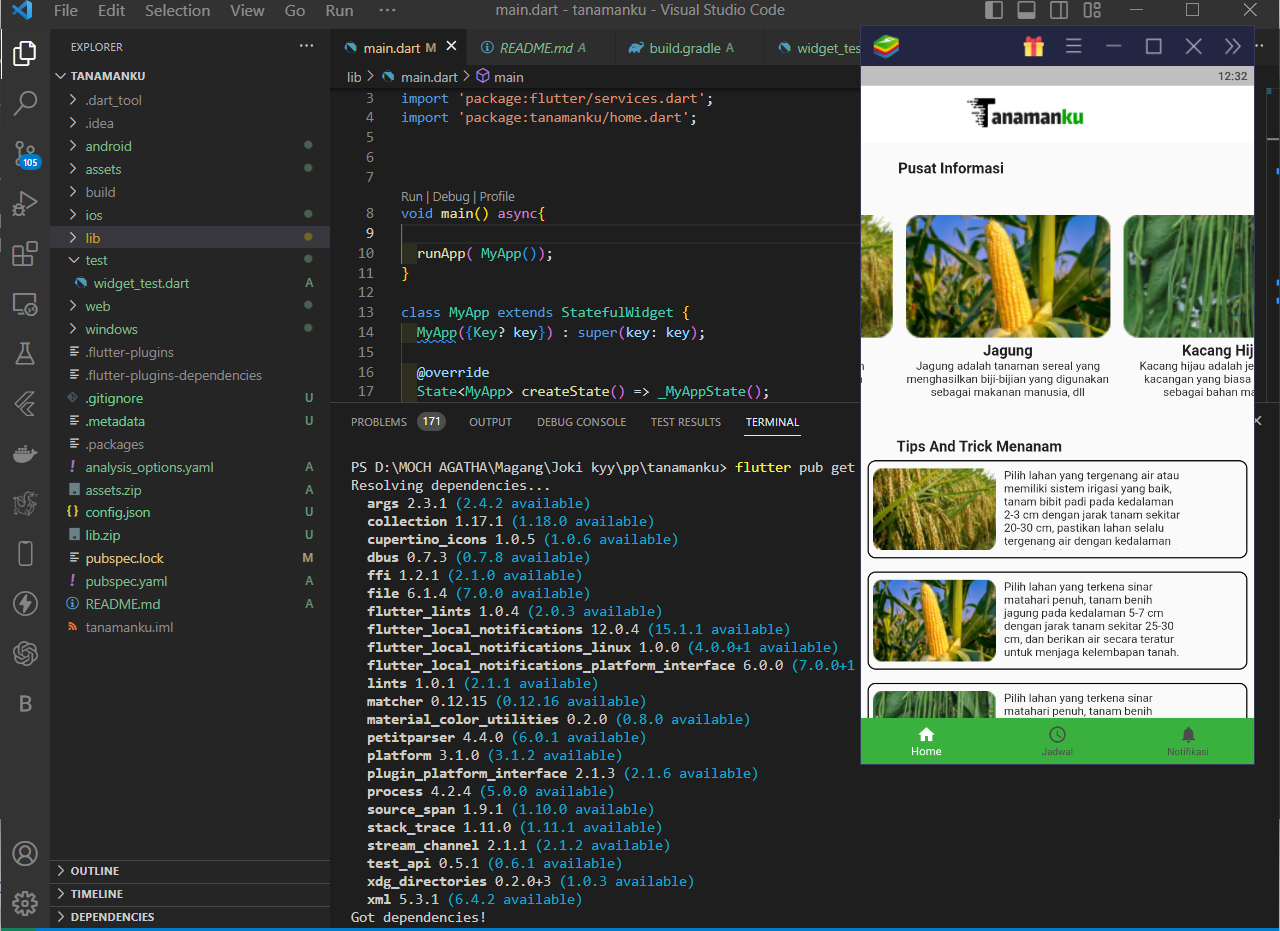 File Edit Selection View Go Run ···
main.dart - tanamanku - Visual Studio Code
EXPLORER ···
TANAMANKU
.dart_tool
.idea
android
assets
build
ios
lib
test
widget_test.dart A
web
windows
.flutter-plugins
.flutter-plugins-dependencies
.gitignore U
.metadata U
.packages
analysis_options.yaml A
assets.zip A
config.json U
lib.zip U
pubspec.lock M
pubspec.yaml A
README.md A
tanamanku.iml
OUTLINE
TIMELINE
DEPENDENCIES
105
main.dart M
README.md A
build.gradle A
widget_tes
lib > main.dart > main
3 import 'package:flutter/services.dart';
4 import 'package:tanamanku/home.dart';
5
6
7
Run | Debug | Profile
8 void main() async{
9
10 runApp( MyApp());
11 }
12
13 class MyApp extends StatefulWidget {
14 MyApp({Key? key}) : super(key: key);
15
16 @override
17 State<MyApp> createState() => _MyAppState();
PROBLEMS 171 OUTPUT DEBUG CONSOLE TEST RESULTS TERMINAL
PS D:\MOCH AGATHA\Magang\Joki kyy\pp\tanamanku> flutter pub get
Resolving dependencies...
args 2.3.1 (2.4.2 available)
collection 1.17.1 (1.18.0 available)
cupertino_icons 1.0.5 (1.0.6 available)
dbus 0.7.3 (0.7.8 available)
ffi 1.2.1 (2.1.0 available)
file 6.1.4 (7.0.0 available)
flutter_lints 1.0.4 (2.0.3 available)
flutter_local_notifications 12.0.4 (15.1.1 available)
flutter_local_notifications_linux 1.0.0 (4.0.0+1 available)
flutter_local_notifications_platform_interface 6.0.0 (7.0.0+1
lints 1.0.1 (2.1.1 available)
matcher 0.12.15 (0.12.16 available)
material_color_utilities 0.2.0 (0.8.0 available)
petitparser 4.4.0 (6.0.1 available)
platform 3.1.0 (3.1.2 available)
plugin_platform_interface 2.1.3 (2.1.6 available)
process 4.2.4 (5.0.0 available)
source_span 1.9.1 (1.10.0 available)
stack_trace 1.11.0 (1.11.1 available)
stream_channel 2.1.1 (2.1.2 available)
test_api 0.5.1 (0.6.1 available)
xdg_directories 0.2.0+3 (1.0.3 available)
xml 5.3.1 (6.4.2 available)
Got dependencies!
12:32
Tanamanku
Pusat Informasi
Jagung
Jagung adalah tanaman sereal yang
menghasilkan biji-bijian yang digunakan
sebagai makanan manusia, dll
Kacang Hij
Kacang hijau adalah je
kacangan yang biasa
sebagai bahan ma
Tips And Trick Menanam
Pilih lahan yang tergenang air atau
memiliki sistem irigasi yang baik,
tanam bibit padi pada kedalaman
2-3 cm dengan jarak tanam sekitar
20-30 cm, pastikan lahan selalu
tergenang air dengan kedalaman
Pilih lahan yang terkena sinar
matahari penuh, tanam benih
jagung pada kedalaman 5-7 cm
dengan jarak tanam sekitar 25-30
cm, dan berikan air secara teratur
untuk menjaga kelembapan tanah.
Pilih lahan yang terkena sinar
matahari penuh, tanam benih
Home
Jadwal
Notifikasi